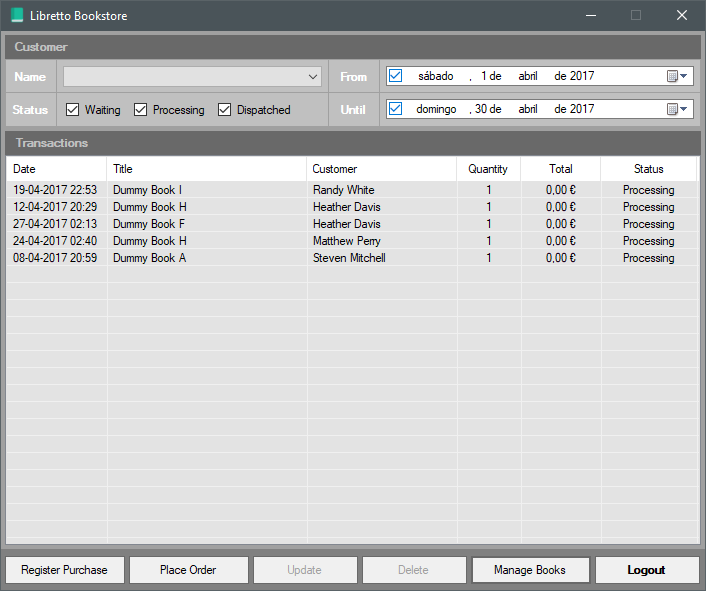 Libretto Bookstore
Customer
Name From sábado , 1 de abril de 2017
Status Waiting Processing Dispatched Until domingo , 30 de abril de 2017
Transactions
Date Title Customer Quantity Total Status
19-04-2017 22:53 Dummy Book I Randy White 1 0,00 € Processing
12-04-2017 20:29 Dummy Book H Heather Davis 1 0,00 € Processing
27-04-2017 02:13 Dummy Book F Heather Davis 1 0,00 € Processing
24-04-2017 02:40 Dummy Book H Matthew Perry 1 0,00 € Processing
08-04-2017 20:59 Dummy Book A Steven Mitchell 1 0,00 € Processing
Register Purchase Place Order Update Delete Manage Books Logout